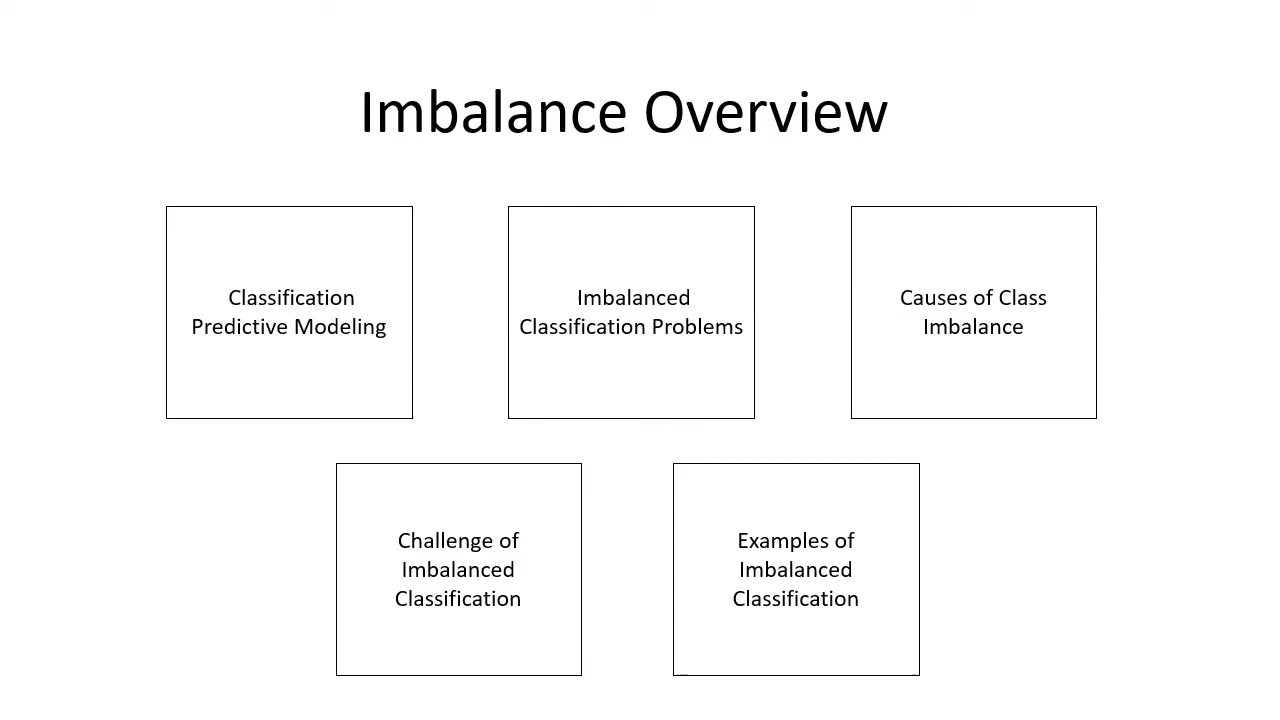 Imbalance Overview
Classification
Predictive Modeling
Imbalanced
Classification Problems
Causes of Class
Imbalance
Challenge of
Imbalanced
Classification
Examples of
Imbalanced
Classification